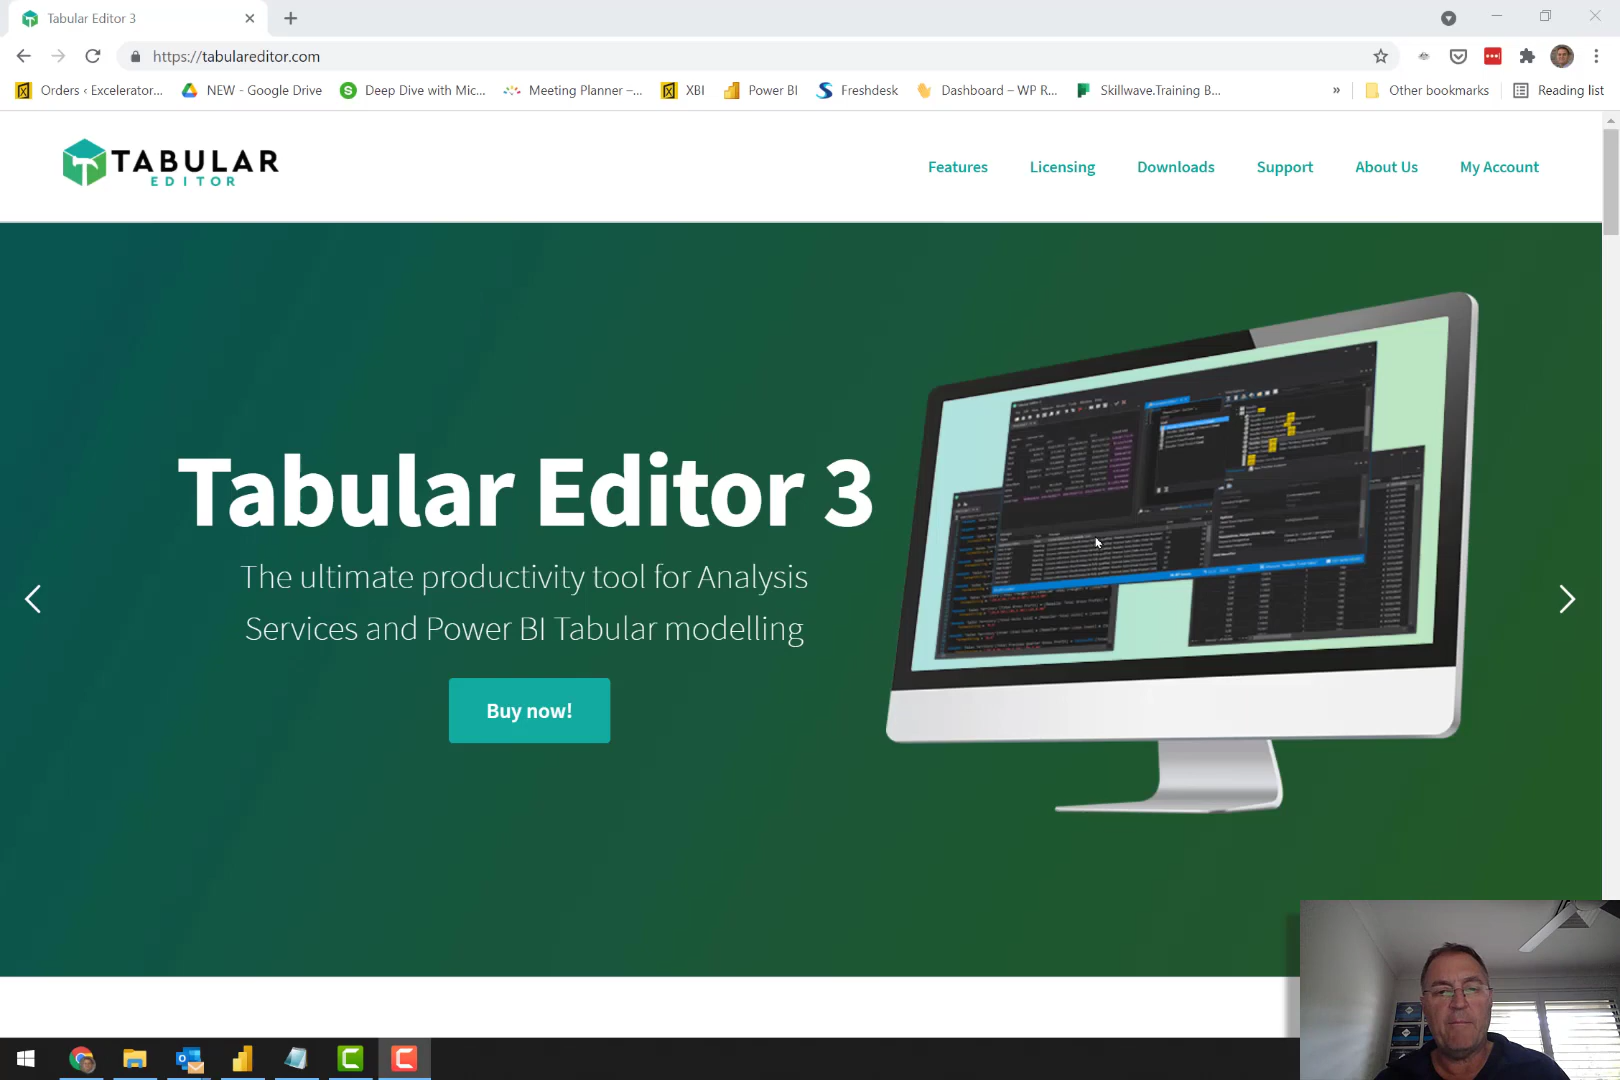 Tabular Editor 3
https://tabulareditor.com
Orders ‹ Excelerator...
NEW - Google Drive
Deep Dive with Mic...
Meeting Planner –...
XBI
Power BI
Freshdesk
Dashboard – WP R...
Skillwave.Training B...
»
Other bookmarks
Reading list
TABULAR
EDITOR
Features
Licensing
Downloads
Support
About Us
My Account
Tabular Editor 3
The ultimate productivity tool for Analysis
Services and Power BI Tabular modelling
Buy now!